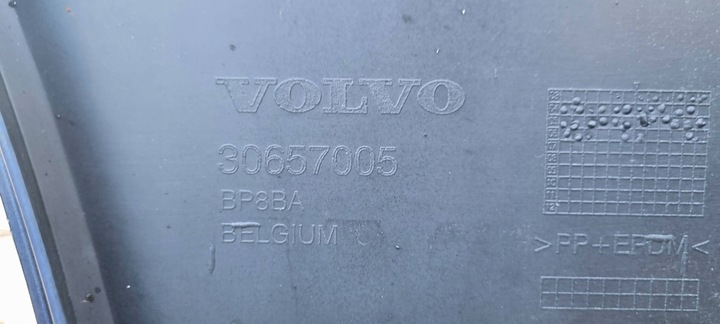 VOLVO
30657005
BP8BA
BELGIUM
>PP+EPDM<